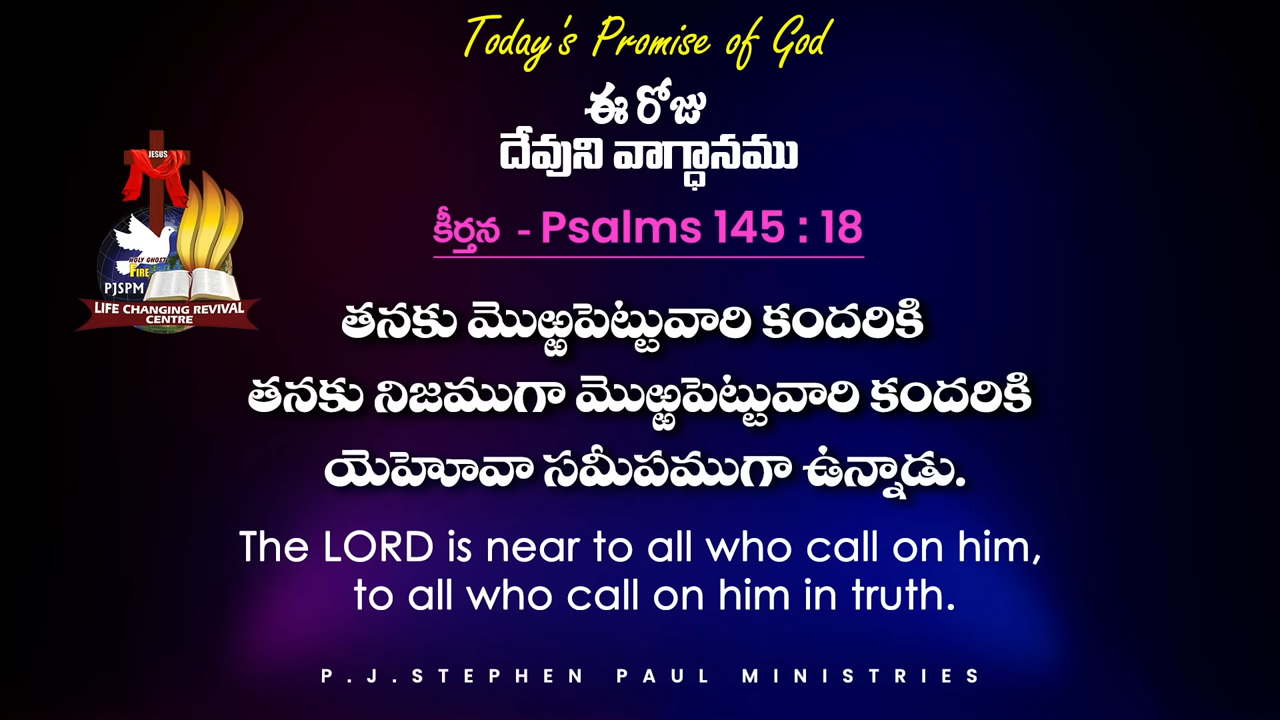 Today's Promise of God
ఈ రోజు
దేవుని వాగ్ధానము
కీర్తన - Psalms 145 : 18
JESUS
HOLY GHOST
FIRE
PJSPM
LIFE CHANGING REVIVAL
CENTRE
తనకు మొఱ్ఱపెట్టువారి కందరికి
తనకు నిజముగా మొఱ్ఱపెట్టువారి కందరికి
యెహోవా సమీపముగా ఉన్నాడు.
The LORD is near to all who call on him,
to all who call on him in truth.
P.J.STEPHEN PAUL MINISTRIES